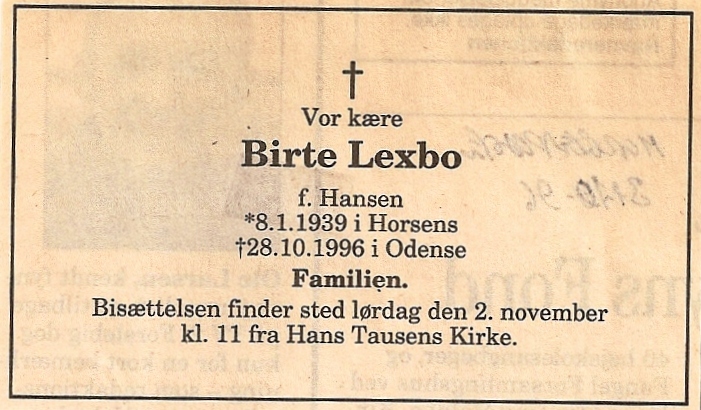 †
Vor kære
Birte Lexbo
f. Hansen
*8.1.1939 i Horsens
†28.10.1996 i Odense
Familien.
Bisættelsen finder sted lørdag den 2. november
kl. 11 fra Hans Tausens Kirke.